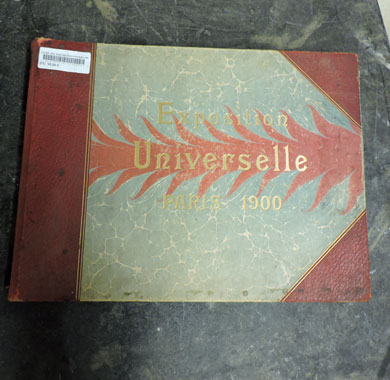 Exposition
Universelle
PARIS - 1900